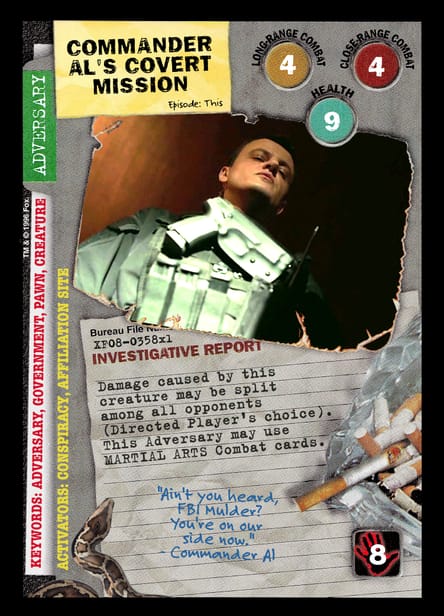 COMMANDER
AL'S COVERT
MISSION
Episode: This
LONG-RANGE COMBAT
4
CLOSE-RANGE COMBAT
4
HEALTH
9
ADVERSARY
TM & © 1996 Fox.
KEYWORDS: ADVERSARY, GOVERNMENT, PAWN, CREATURE
ACTIVATORS: CONSPIRACY, AFFILIATION SITE
Bureau File
XF08-0358x1
INVESTIGATIVE REPORT
Damage caused by this
creature may be split
among all opponents
(Directed Player's choice).
This Adversary may use
MARTIAL ARTS Combat cards.
"Ain't you heard,
FBI Mulder?
You're on our
side now."
- Commander Al
8